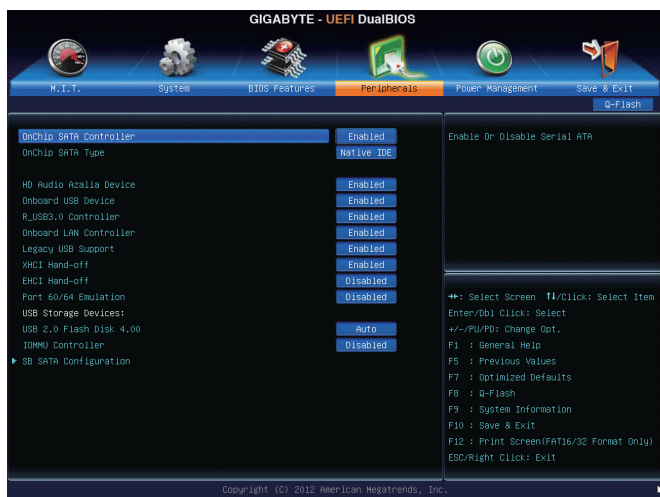 GIGABYTE - UEFI DualBIOS
M.I.T. System BIOS Features Peripherals Power Management Save & Exit
Q-Flash
OnChip SATA Controller Enabled
OnChip SATA Type Native IDE
HD Audio Azalia Device Enabled
Onboard USB Device Enabled
R_USB3.0 Controller Enabled
Onboard LAN Controller Enabled
Legacy USB Support Enabled
XHCI Hand-off Enabled
EHCI Hand-off Disabled
Port 60/64 Emulation Disabled
USB Storage Devices:
USB 2.0 Flash Disk 4.00 Auto
IOMMU Controller Disabled
SB SATA Configuration
Enable Or Disable Serial ATA
↔: Select Screen ↑↓/Click: Select Item
Enter/Dbl Click: Select
+/-/PU/PD: Change Opt.
F1 : General Help
F5 : Previous Values
F7 : Optimized Defaults
F8 : Q-Flash
F9 : System Information
F10 : Save & Exit
F12 : Print Screen(FAT16/32 Format Only)
ESC/Right Click: Exit
Copyright (C) 2012 American Megatrends, Inc.